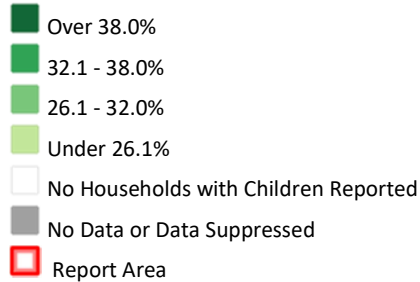 Over 38.0%
32.1 - 38.0%
26.1 - 32.0%
Under 26.1%
No Households with Children Reported
No Data or Data Suppressed
Report Area